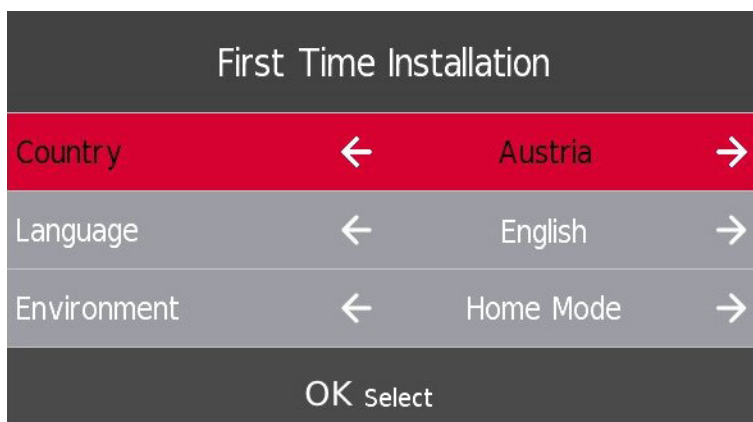 First Time Installation
Country ← Austria →
Language ← English →
Environment ← Home Mode →
OK Select